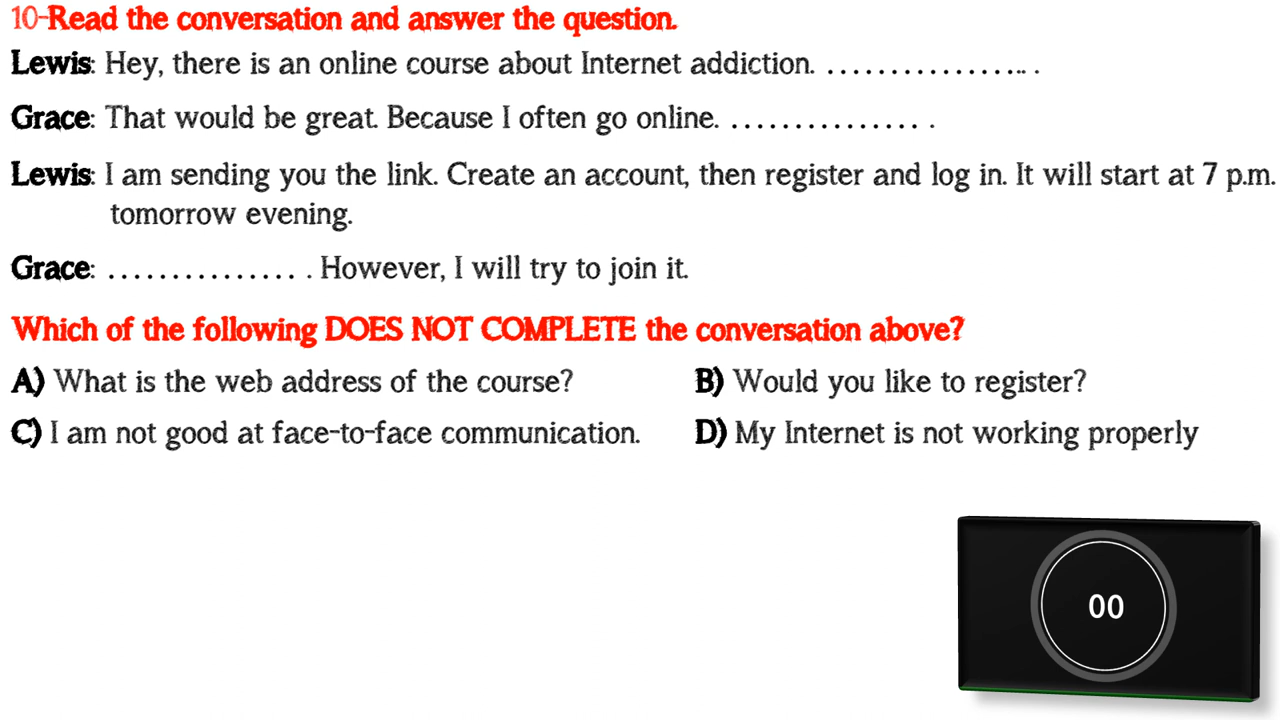 10-Read the conversation and answer the question.
Lewis: Hey, there is an online course about Internet addiction. .................. .
Grace: That would be great. Because I often go online. ............... .
Lewis: I am sending you the link. Create an account, then register and log in. It will start at 7 p.m.
tomorrow evening.
Grace: ............... . However, I will try to join it.
Which of the following DOES NOT COMPLETE the conversation above?
A) What is the web address of the course? B) Would you like to register?
C) I am not good at face-to-face communication. D) My Internet is not working properly
00